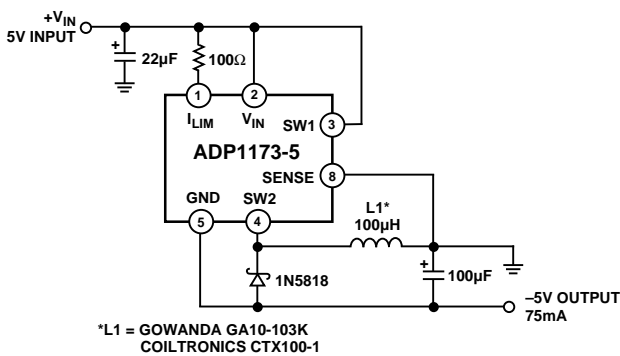 +VIN
5V INPUT
+
22µF
100Ω
1
2
ILIM
VIN
SW1
3
ADP1173-5
SENSE
8
GND
SW2
5
4
L1*
100µH
1N5818
+
100µF
–5V OUTPUT
75mA
*L1 = GOWANDA GA10-103K
COILTRONICS CTX100-1